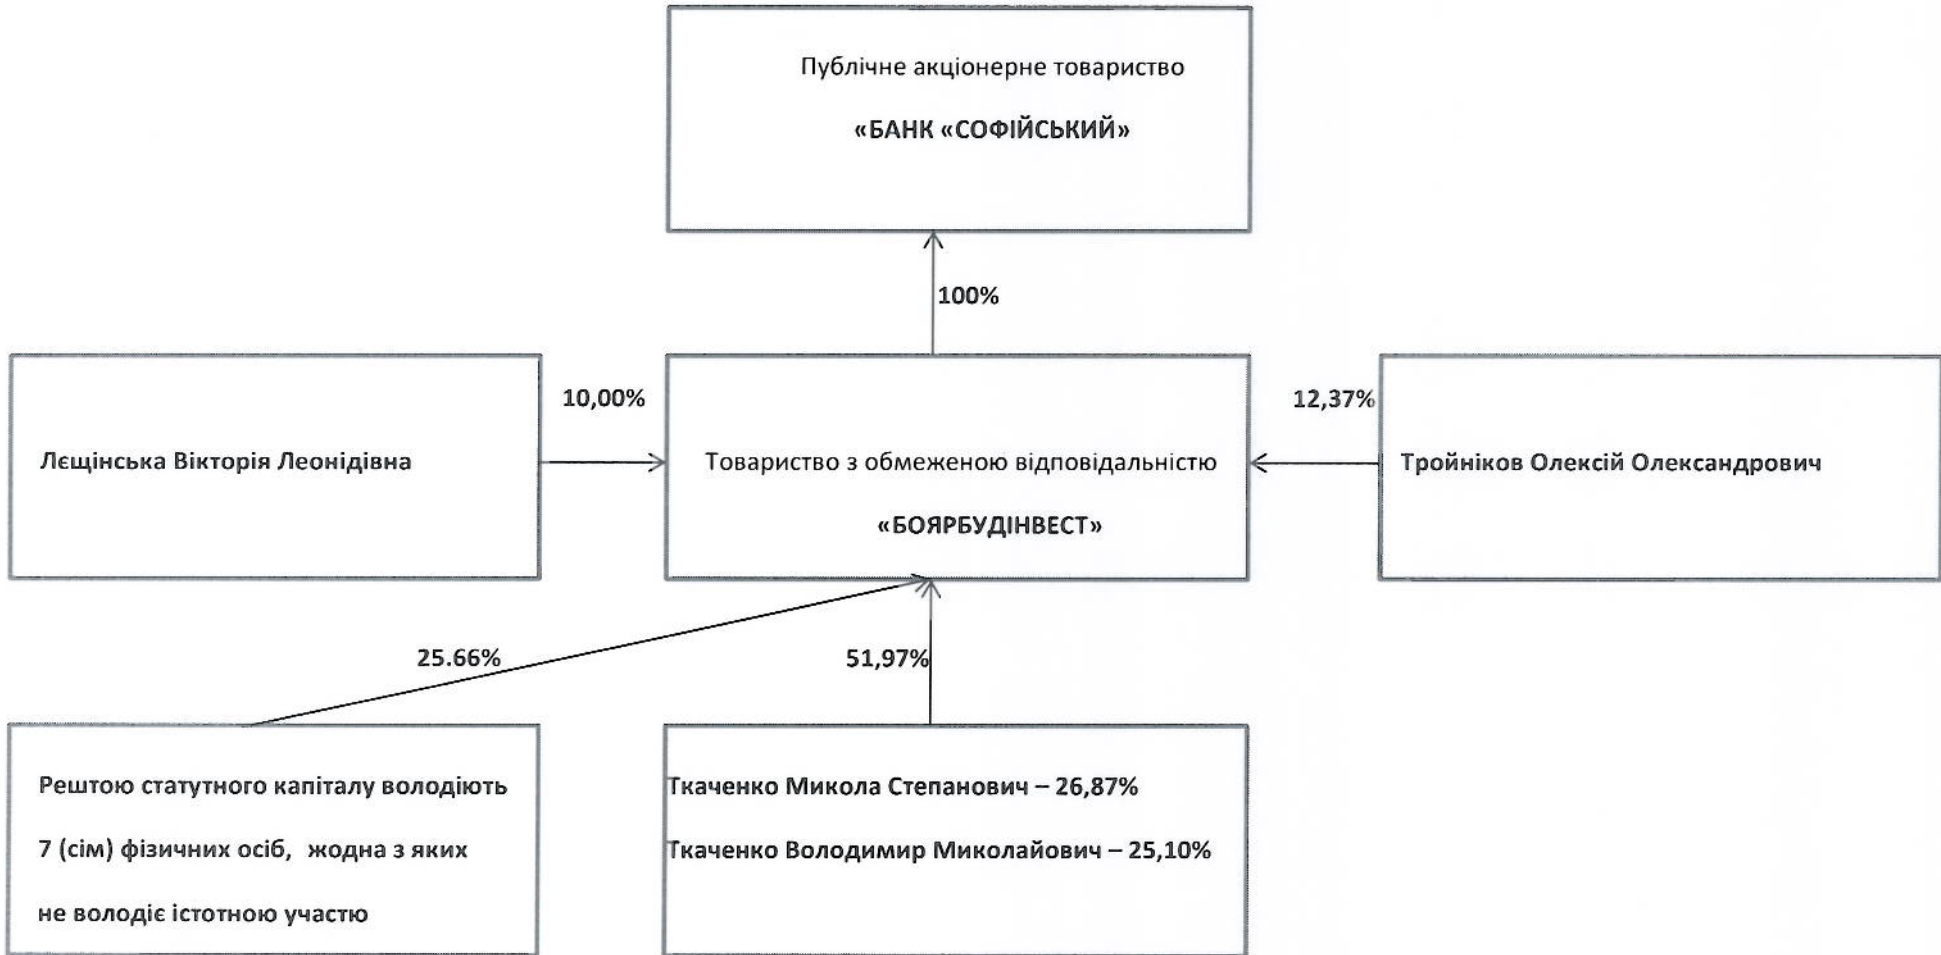 Публічне акціонерне товариство
«БАНК «СОФІЙСЬКИЙ»
100%
10,00%
12,37%
Лєщінська Вікторія Леонідівна
Товариство з обмеженою відповідальністю
«БОЯРБУДІНВЕСТ»
Тройніков Олексій Олександрович
25.66%
51,97%
Рештою статутного капіталу володіють
7 (сім) фізичних осіб, жодна з яких
не володіє істотною участю
Ткаченко Микола Степанович – 26,87%
Ткаченко Володимир Миколайович – 25,10%